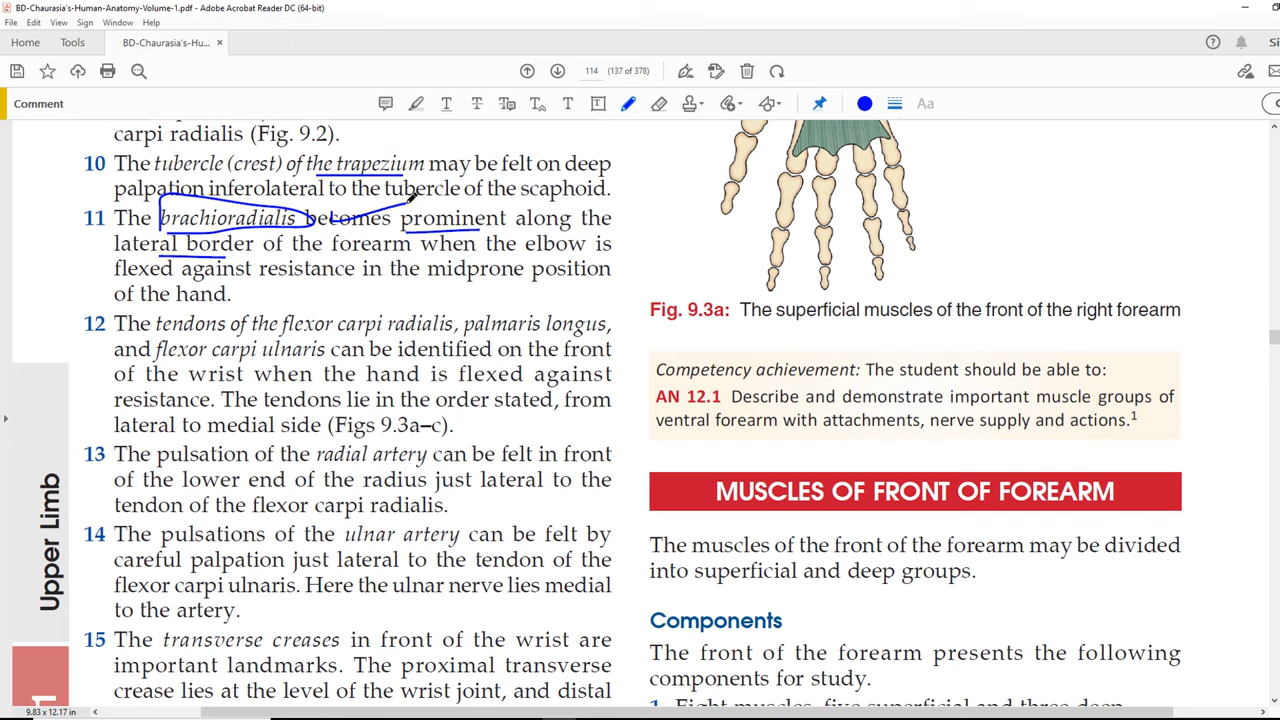 BD-Chaurasia's-Human-Anatomy-Volume-1.pdf - Adobe Acrobat Reader DC (64-bit)
File Edit View Sign Window Help
Home Tools BD-Chaurasia's-Hu... × Si
114 (137 of 378)
Comment
carpi radialis (Fig. 9.2).
10 The tubercle (crest) of the trapezium may be felt on deep
palpation inferolateral to the tubercle of the scaphoid.
11 The brachioradialis becomes prominent along the
lateral border of the forearm when the elbow is
flexed against resistance in the midprone position
of the hand.
12 The tendons of the flexor carpi radialis, palmaris longus,
and flexor carpi ulnaris can be identified on the front
of the wrist when the hand is flexed against
resistance. The tendons lie in the order stated, from
lateral to medial side (Figs 9.3a–c).
13 The pulsation of the radial artery can be felt in front
of the lower end of the radius just lateral to the
tendon of the flexor carpi radialis.
14 The pulsations of the ulnar artery can be felt by
careful palpation just lateral to the tendon of the
flexor carpi ulnaris. Here the ulnar nerve lies medial
to the artery.
15 The transverse creases in front of the wrist are
important landmarks. The proximal transverse
crease lies at the level of the wrist joint, and distal
Upper Limb
1
Fig. 9.3a: The superficial muscles of the front of the right forearm
Competency achievement: The student should be able to:
AN 12.1 Describe and demonstrate important muscle groups of
ventral forearm with attachments, nerve supply and actions.1
MUSCLES OF FRONT OF FOREARM
The muscles of the front of the forearm may be divided
into superficial and deep groups.
Components
The front of the forearm presents the following
components for study.
1 Eight muscles, five superficial and three deep
9.83 x 12.17 in